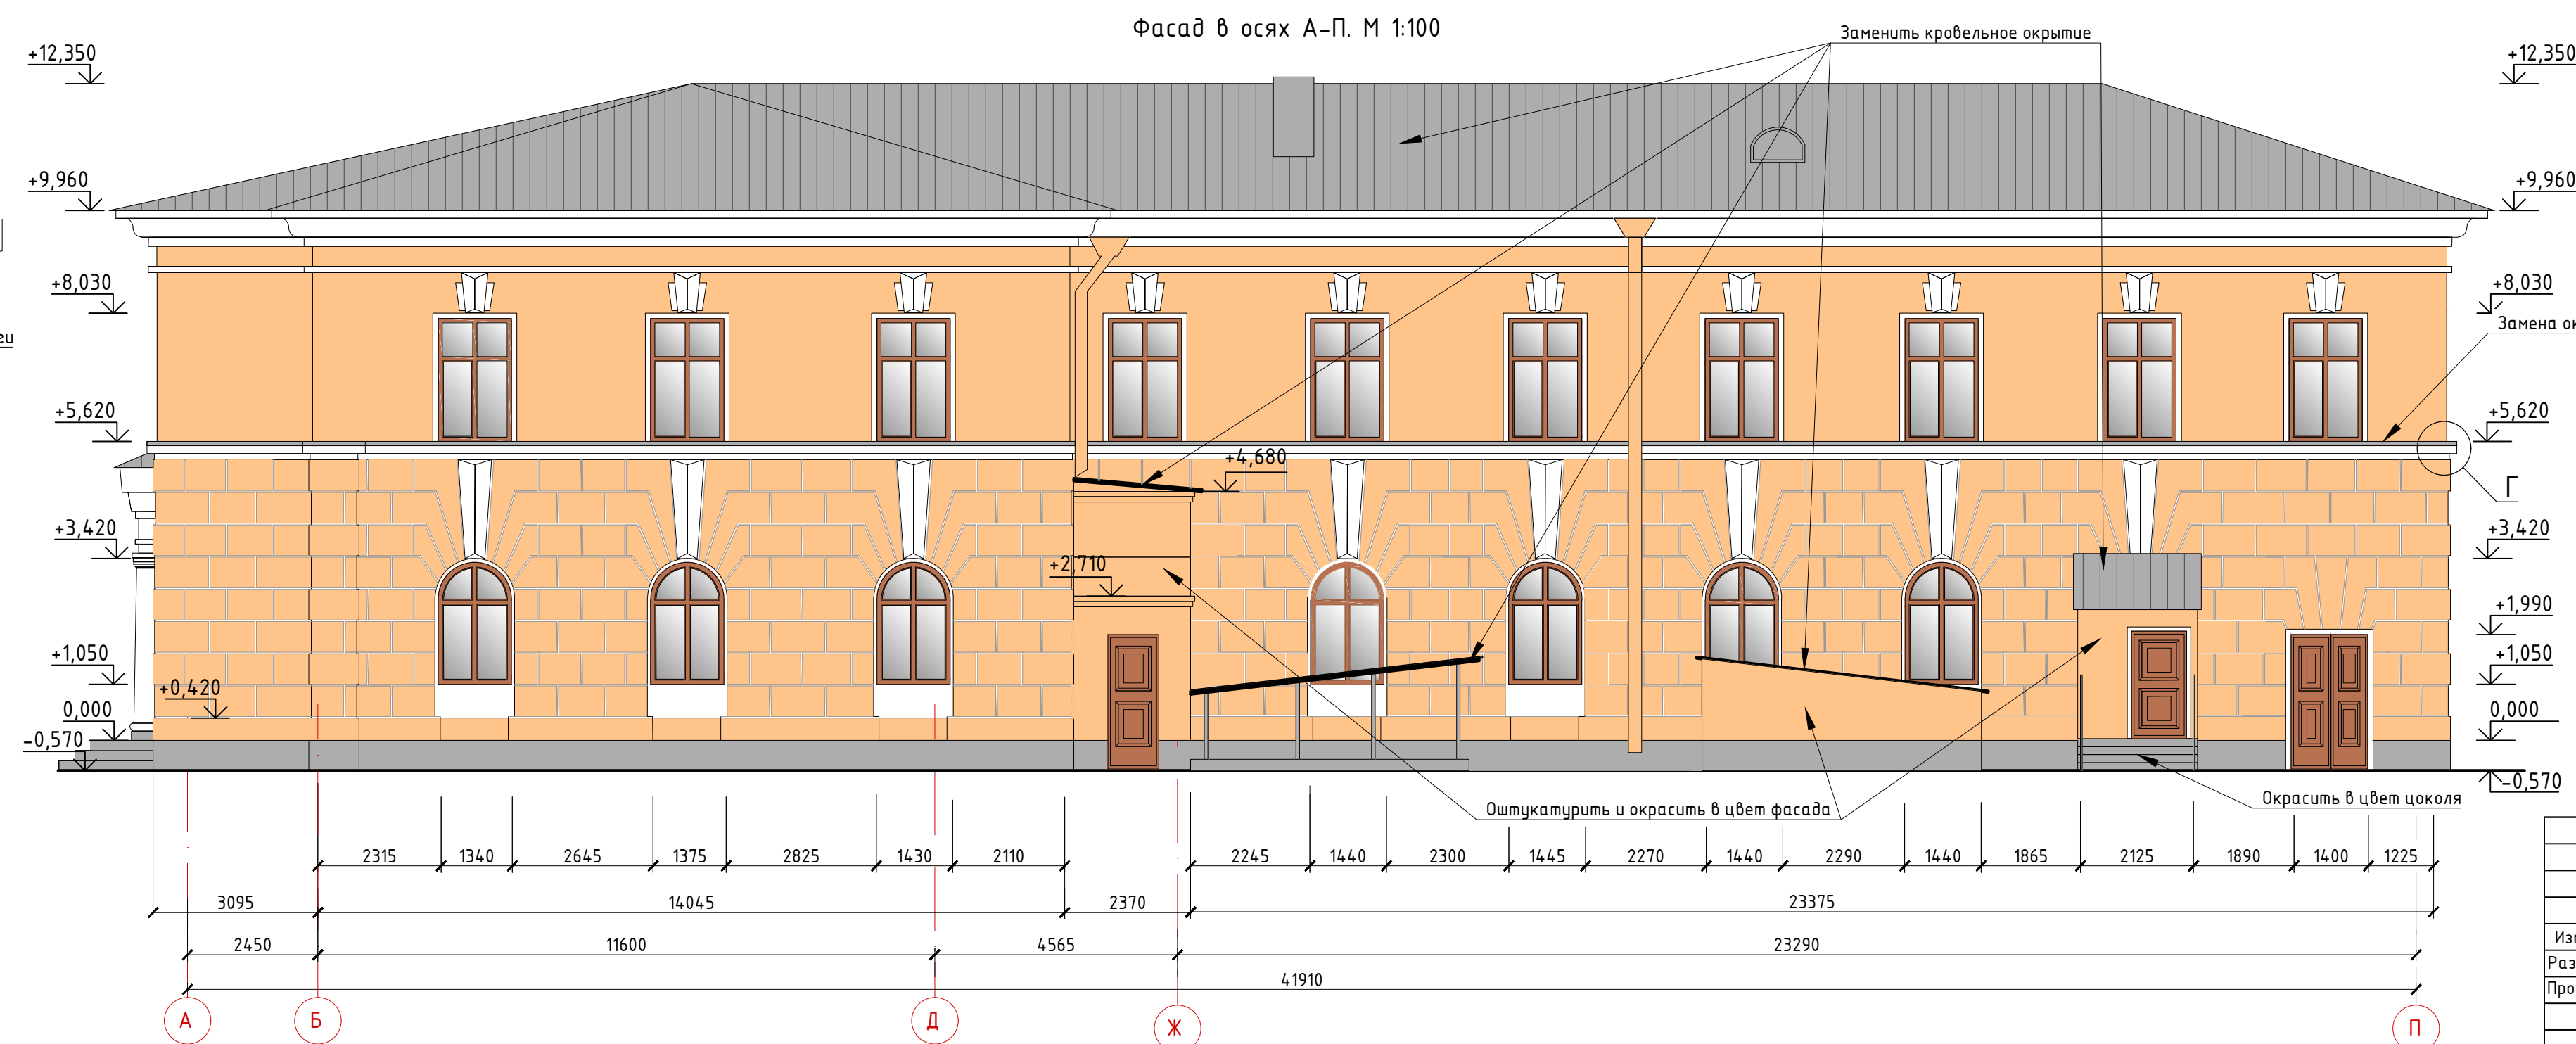 Фасад в осях А-П. М 1:100
Заменить кровельное окрытие
+12,350
+12,350
+9,960
+9,960
+8,030
+8,030
Замена ок
+5,620
+5,620
+4,680
Г
+3,420
+3,420
+2,710
+1,990
+1,050
+1,050
+0,420
0,000
0,000
-0,570
-0,570
Оштукатурить и окрасить в цвет фасада
Окрасить в цвет цоколя
2315 1340 2645 1375 2825 1430 2110 2245 1440 2300 1445 2270 1440 2290 1440 1865 2125 1890 1400 1225
3095 14045 2370 23375
2450 11600 4565 23290
41910
А Б Д Ж П
Раз
Про